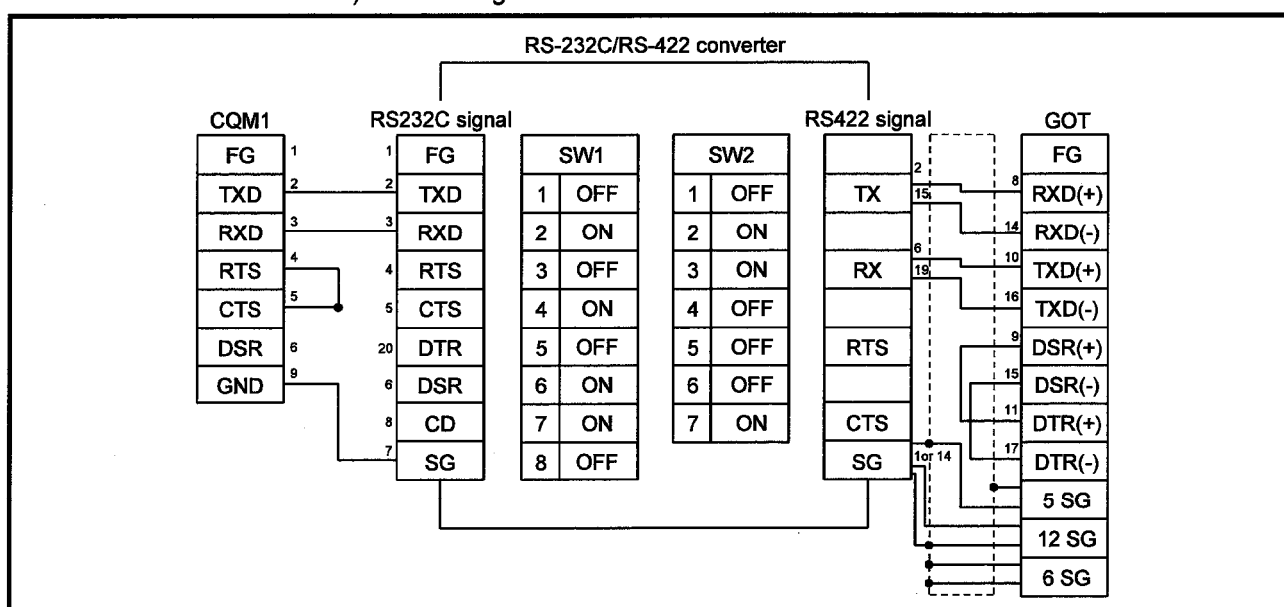 RS-232C/RS-422 converter
CQM1 RS232C signal RS422 signal GOT
FG 1 1 FG SW1 SW2 2 FG
TXD 2 2 TXD 1 OFF 1 OFF TX 15 8 RXD(+)
RXD 3 3 RXD 2 ON 2 ON 14 RXD(-)
RTS 4 4 RTS 3 OFF 3 ON RX 6 19 10 TXD(+)
CTS 5 5 CTS 4 ON 4 OFF 16 TXD(-)
DSR 6 20 DTR 5 OFF 5 OFF RTS 9 DSR(+)
GND 9 6 DSR 6 ON 6 OFF 15 DSR(-)
8 CD 7 ON 7 ON CTS 11 DTR(+)
7 SG 8 OFF SG 1or 14 17 DTR(-)
5 SG
12 SG
6 SG